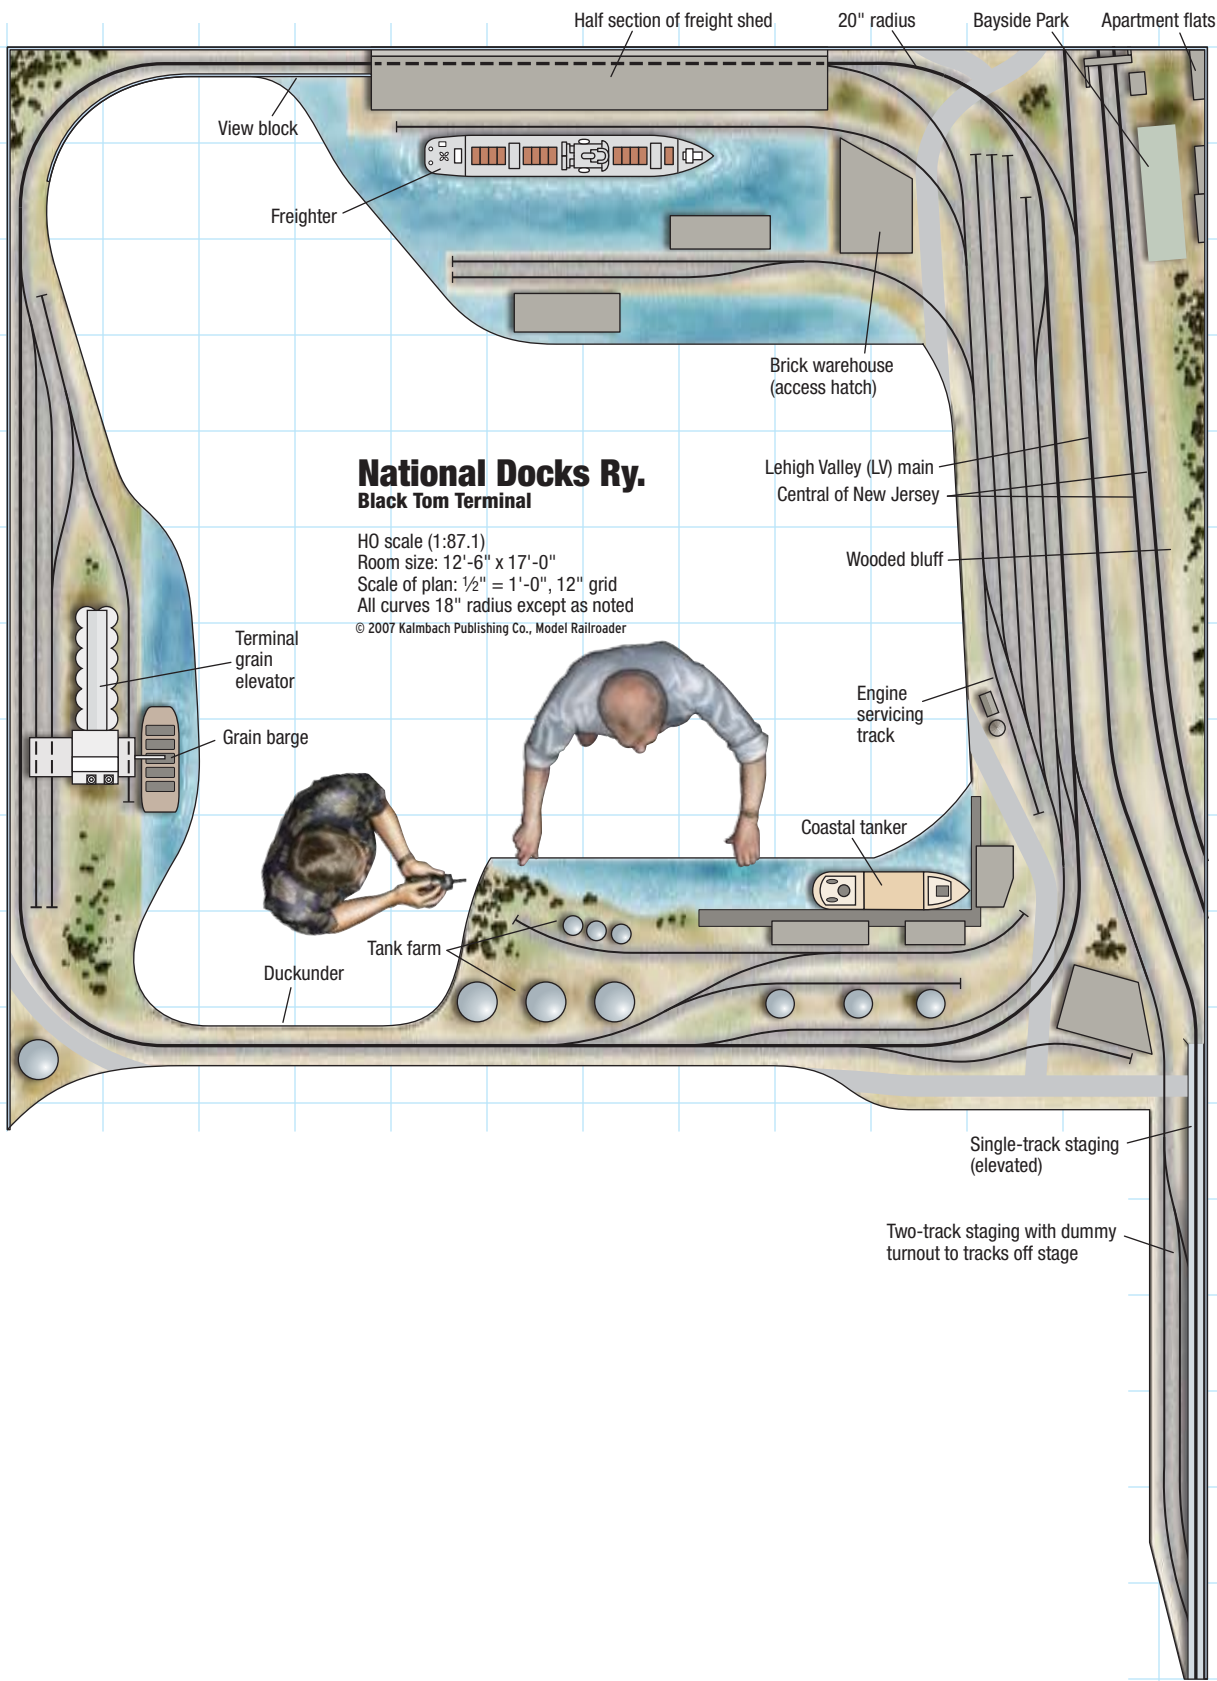 Half section of freight shed
20" radius
Bayside Park
Apartment flats
View block
Freighter
Brick warehouse
(access hatch)
National Docks Ry.
Black Tom Terminal
HO scale (1:87.1)
Room size: 12'-6" x 17'-0"
Scale of plan: ½" = 1'-0", 12" grid
All curves 18" radius except as noted
© 2007 Kalmbach Publishing Co., Model Railroader
Lehigh Valley (LV) main
Central of New Jersey
Wooded bluff
Terminal
grain
elevator
Grain barge
Engine
servicing
track
Coastal tanker
Tank farm
Duckunder
Single-track staging
(elevated)
Two-track staging with dummy
turnout to tracks off stage